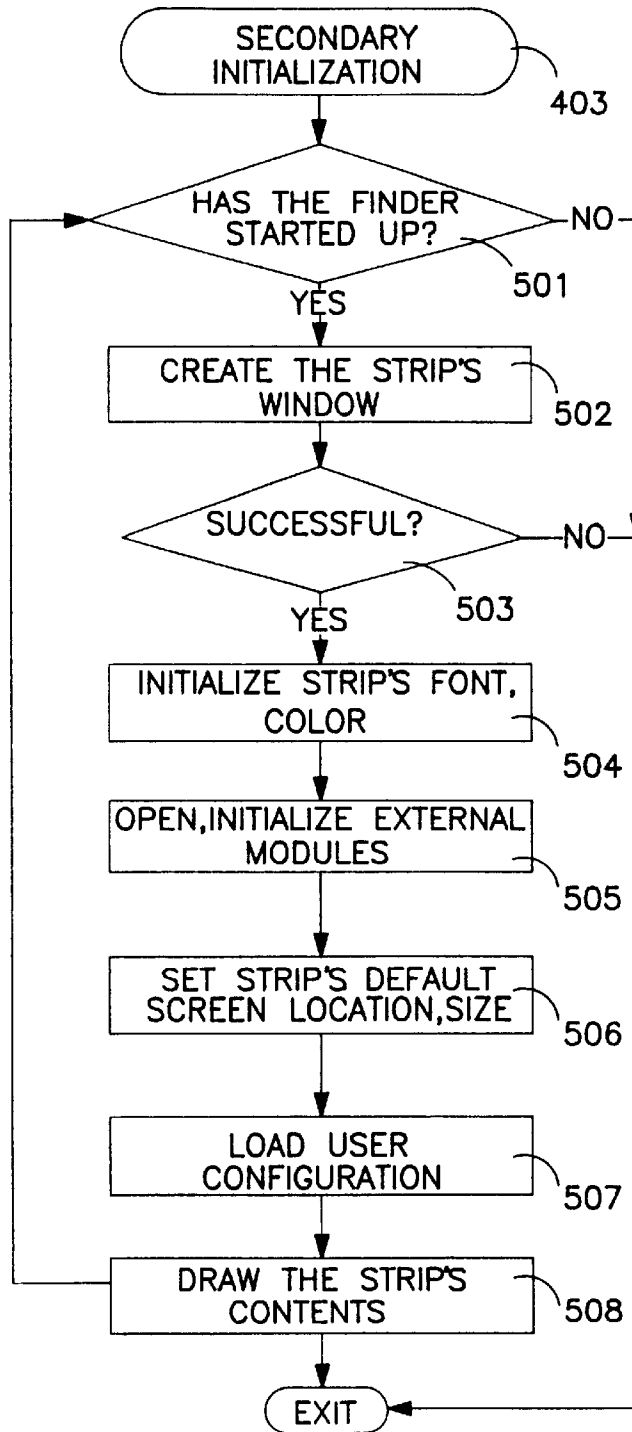 SECONDARY
INITIALIZATION
403
HAS THE FINDER
STARTED UP?
NO
501
YES
CREATE THE STRIP'S
WINDOW
502
SUCCESSFUL?
NO
503
YES
INITIALIZE STRIP'S FONT,
COLOR
504
OPEN,INITIALIZE EXTERNAL
MODULES
505
SET STRIP'S DEFAULT
SCREEN LOCATION,SIZE
506
LOAD USER
CONFIGURATION
507
DRAW THE STRIP'S
CONTENTS
508
EXIT